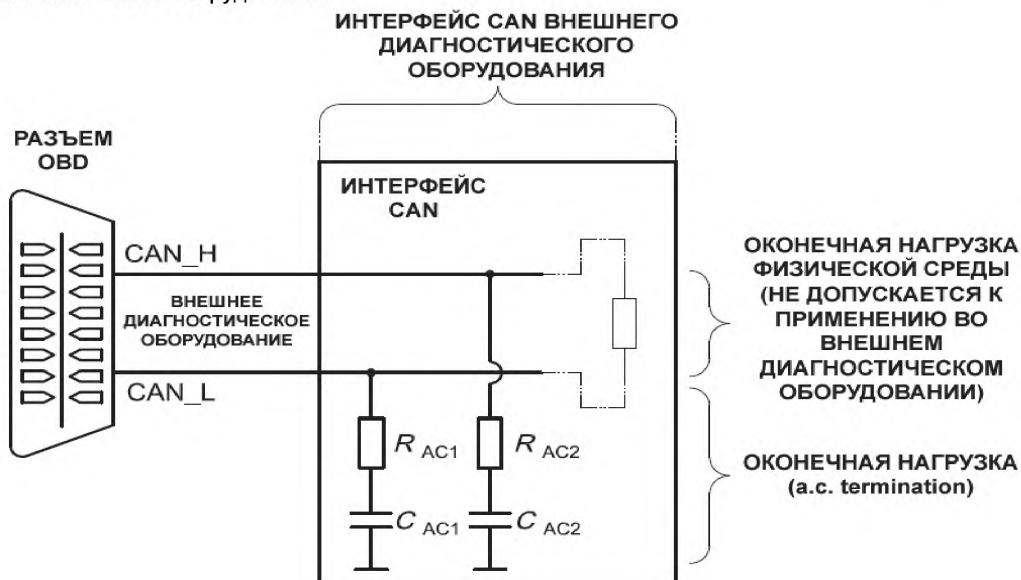 ИНТЕРФЕЙС CAN ВНЕШНЕГО
ДИАГНОСТИЧЕСКОГО
ОБОРУДОВАНИЯ
РАЗЪЕМ
OBD
ИНТЕРФЕЙС
CAN
CAN_H
ВНЕШНЕЕ
ДИАГНОСТИЧЕСКОЕ
ОБОРУДОВАНИЕ
CAN_L
ОКОНЕЧНАЯ НАГРУЗКА
ФИЗИЧЕСКОЙ СРЕДЫ
(НЕ ДОПУСКАЕТСЯ К
ПРИМЕНЕНИЮ ВО
ВНЕШНЕМ
ДИАГНОСТИЧЕСКОМ
ОБОРУДОВАНИИ)
R AC1
R AC2
C AC1
C AC2
ОКОНЕЧНАЯ НАГРУЗКА
(a.c. termination)